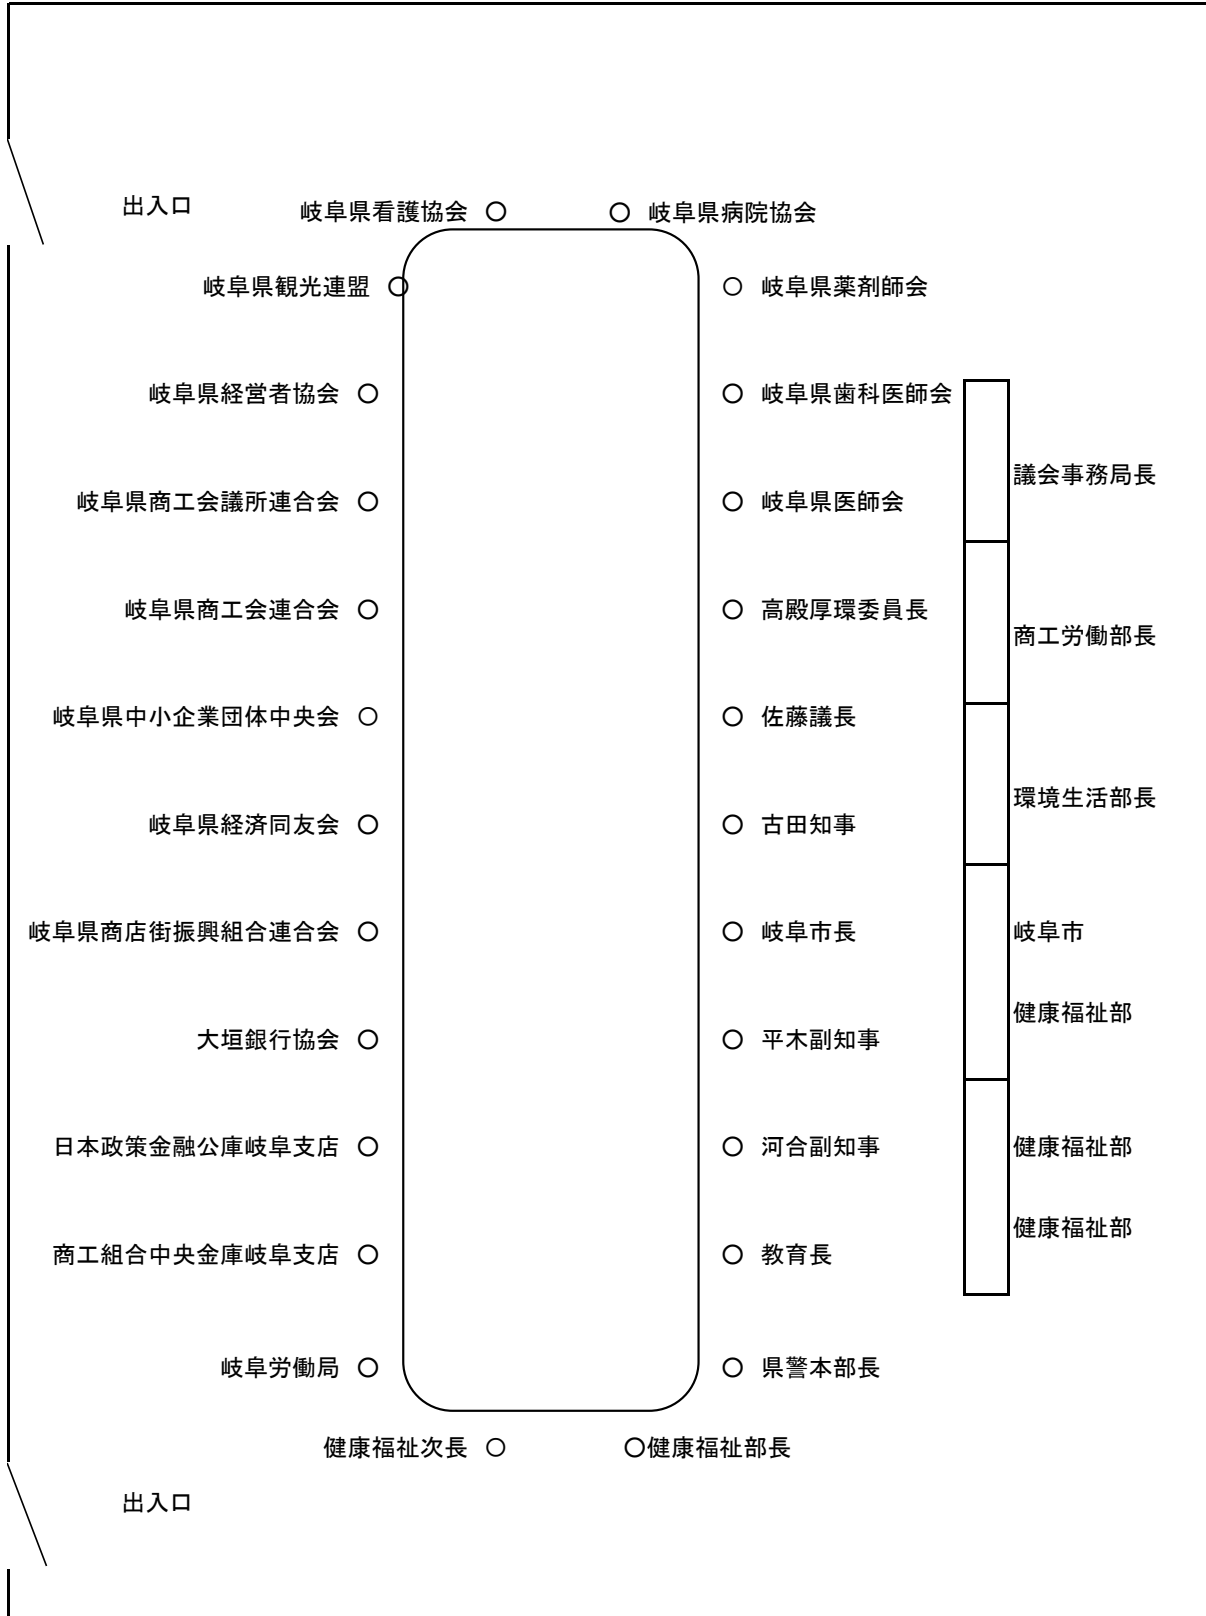 出入口
岐阜県看護協会 ○
○ 岐阜県病院協会
岐阜県観光連盟 ○
○ 岐阜県薬剤師会
岐阜県経営者協会 ○
○ 岐阜県歯科医師会
議会事務局長
岐阜県商工会議所連合会 ○
○ 岐阜県医師会
岐阜県商工会連合会 ○
○ 高殿厚環委員長
商工労働部長
岐阜県中小企業団体中央会 ○
○ 佐藤議長
環境生活部長
岐阜県経済同友会 ○
○ 古田知事
岐阜県商店街振興組合連合会 ○
○ 岐阜市長
岐阜市
健康福祉部
大垣銀行協会 ○
○ 平木副知事
日本政策金融公庫岐阜支店 ○
○ 河合副知事
健康福祉部
健康福祉部
商工組合中央金庫岐阜支店 ○
○ 教育長
岐阜労働局 ○
○ 県警本部長
健康福祉次長 ○
○健康福祉部長
出入口